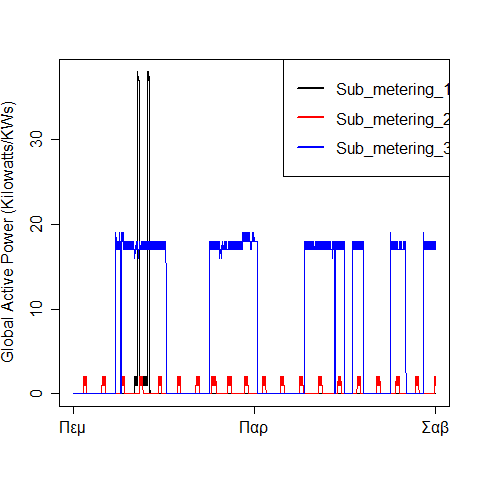 Sub_metering_1
Sub_metering_2
Sub_metering_3
Global Active Power (Kilowatts/KWs)
30
20
10
0
Πεμ Παρ Σαβ